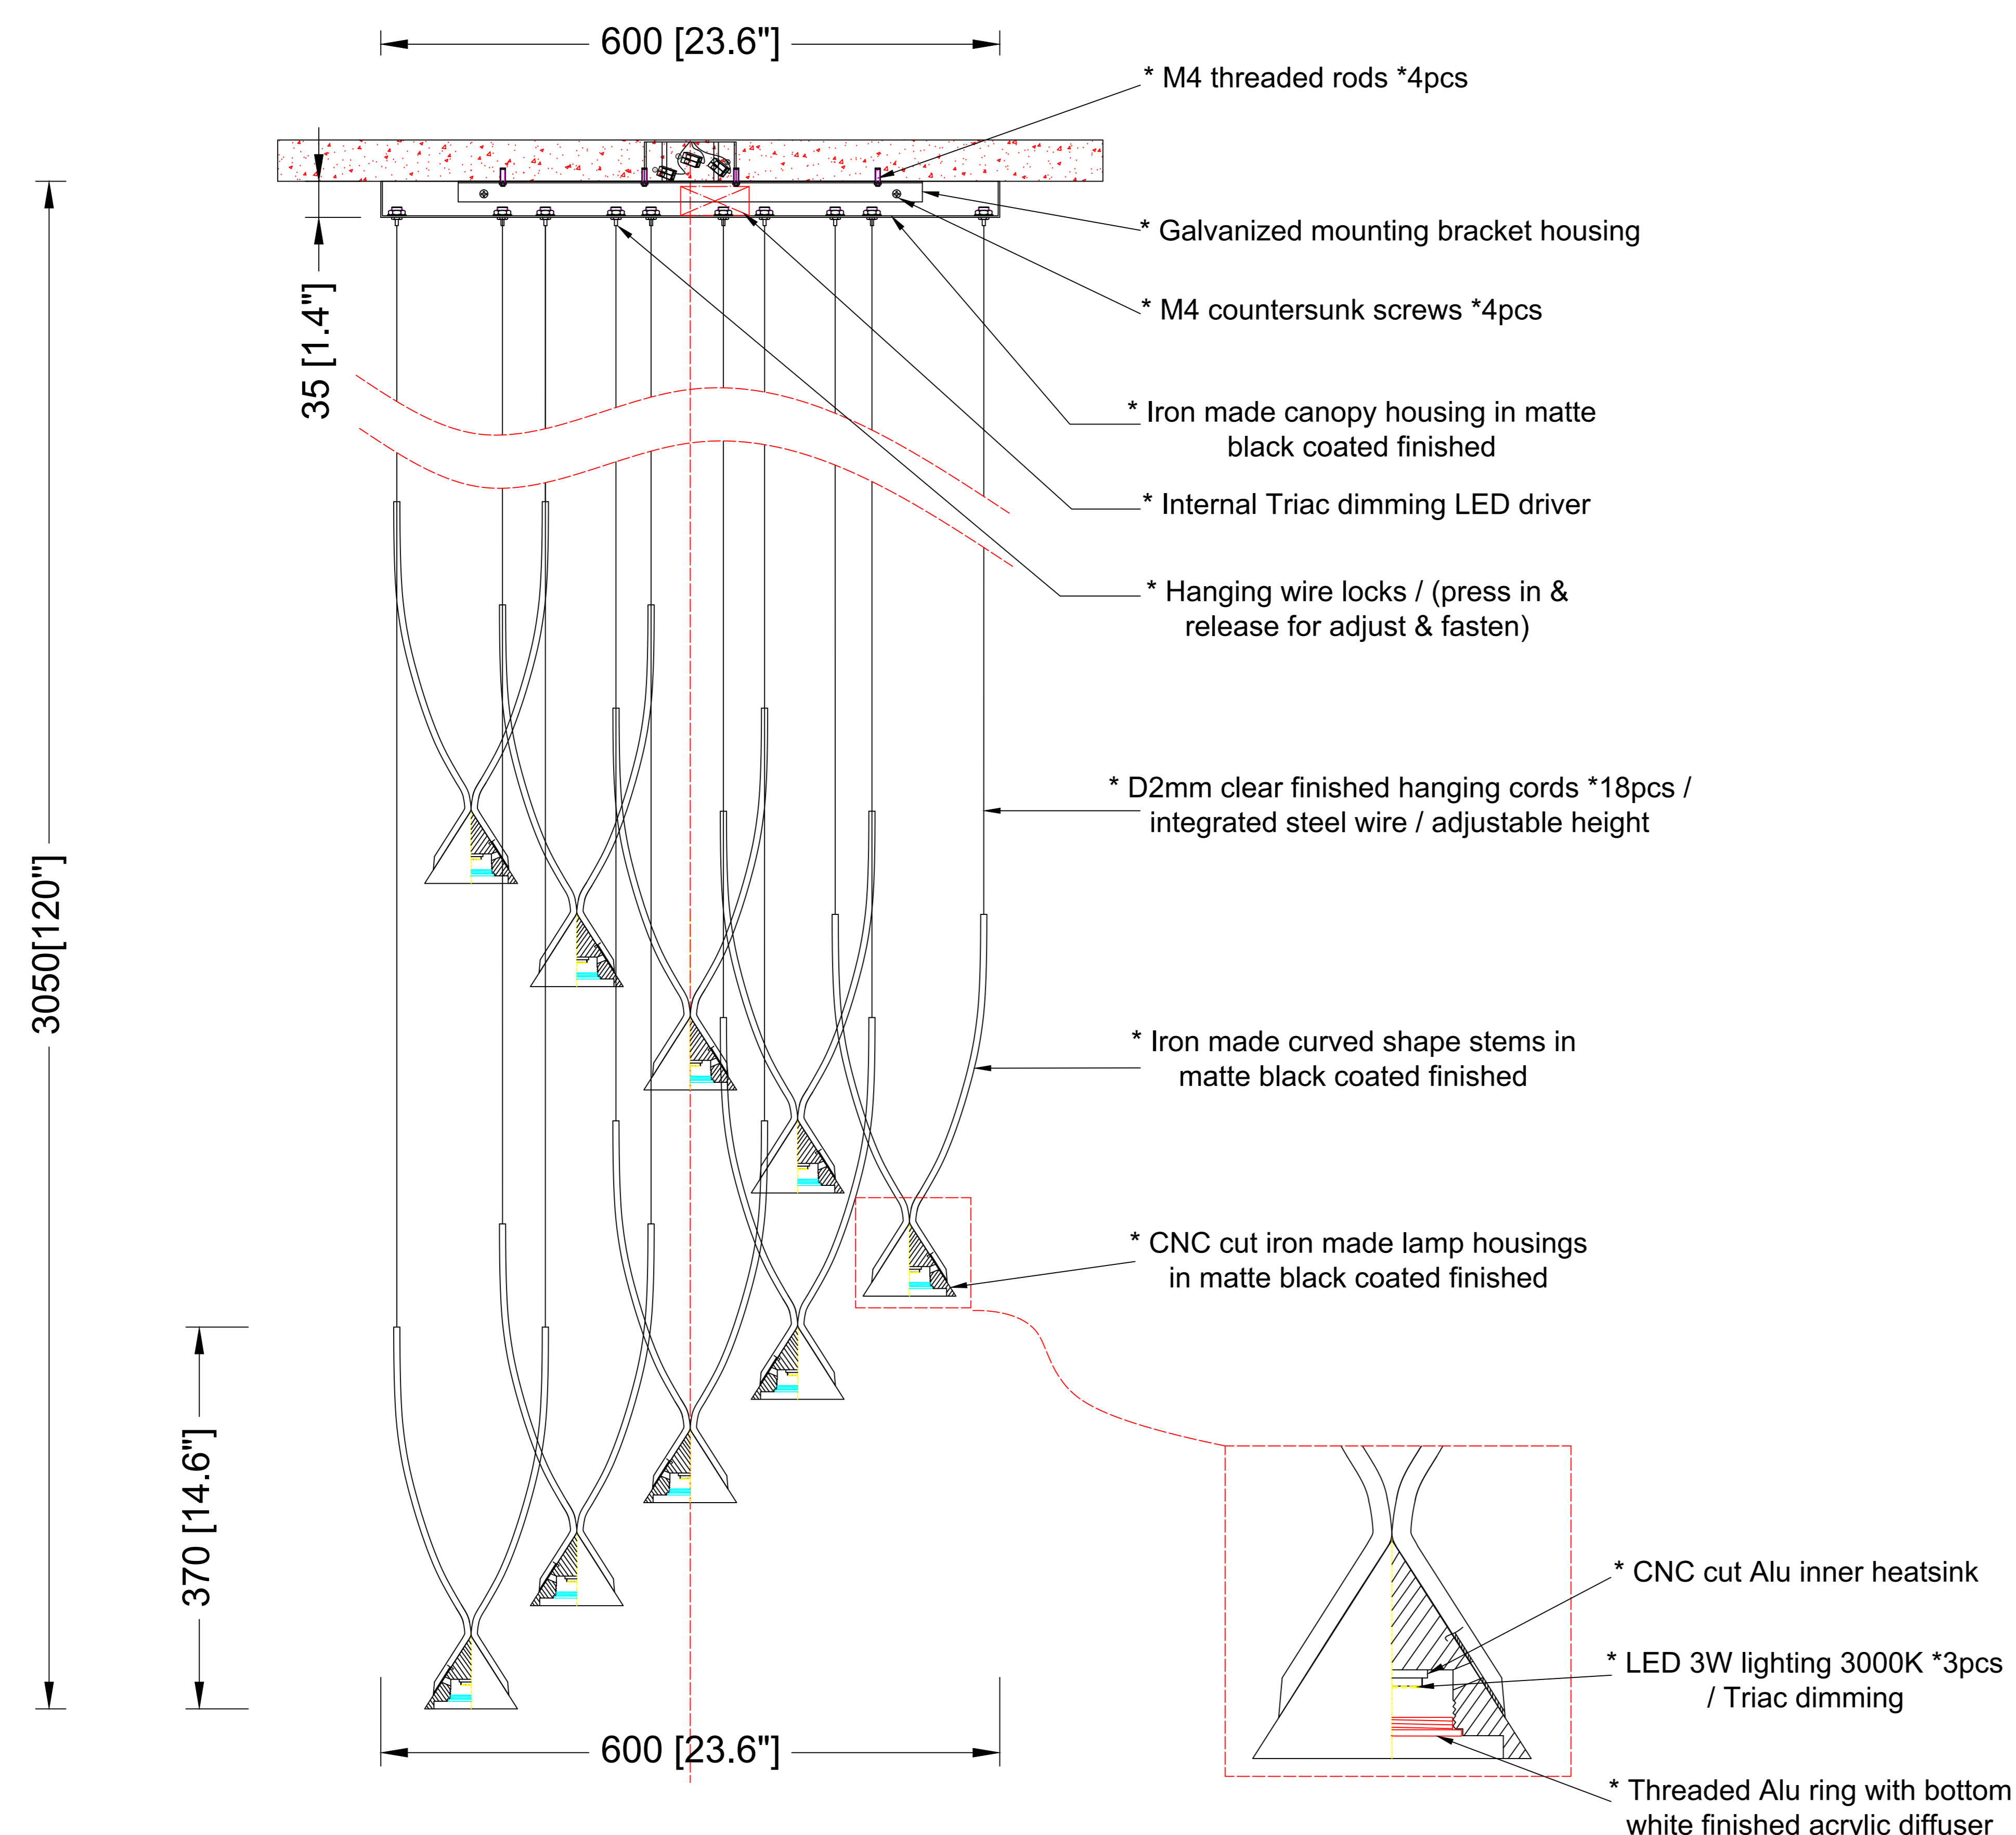 600 [23.6"]
* M4 threaded rods *4pcs
* Galvanized mounting bracket housing
* M4 countersunk screws *4pcs
35 [1.4"]
* Iron made canopy housing in matte
black coated finished
* Internal Triac dimming LED driver
* Hanging wire locks / (press in &
release for adjust & fasten)
* D2mm clear finished hanging cords *18pcs /
integrated steel wire / adjustable height
3050[120"]
* Iron made curved shape stems in
matte black coated finished
* CNC cut iron made lamp housings
in matte black coated finished
370 [14.6"]
* CNC cut Alu inner heatsink
* LED 3W lighting 3000K *3pcs
/ Triac dimming
600 [23.6"]
* Threaded Alu ring with bottom
white finished acrylic diffuser